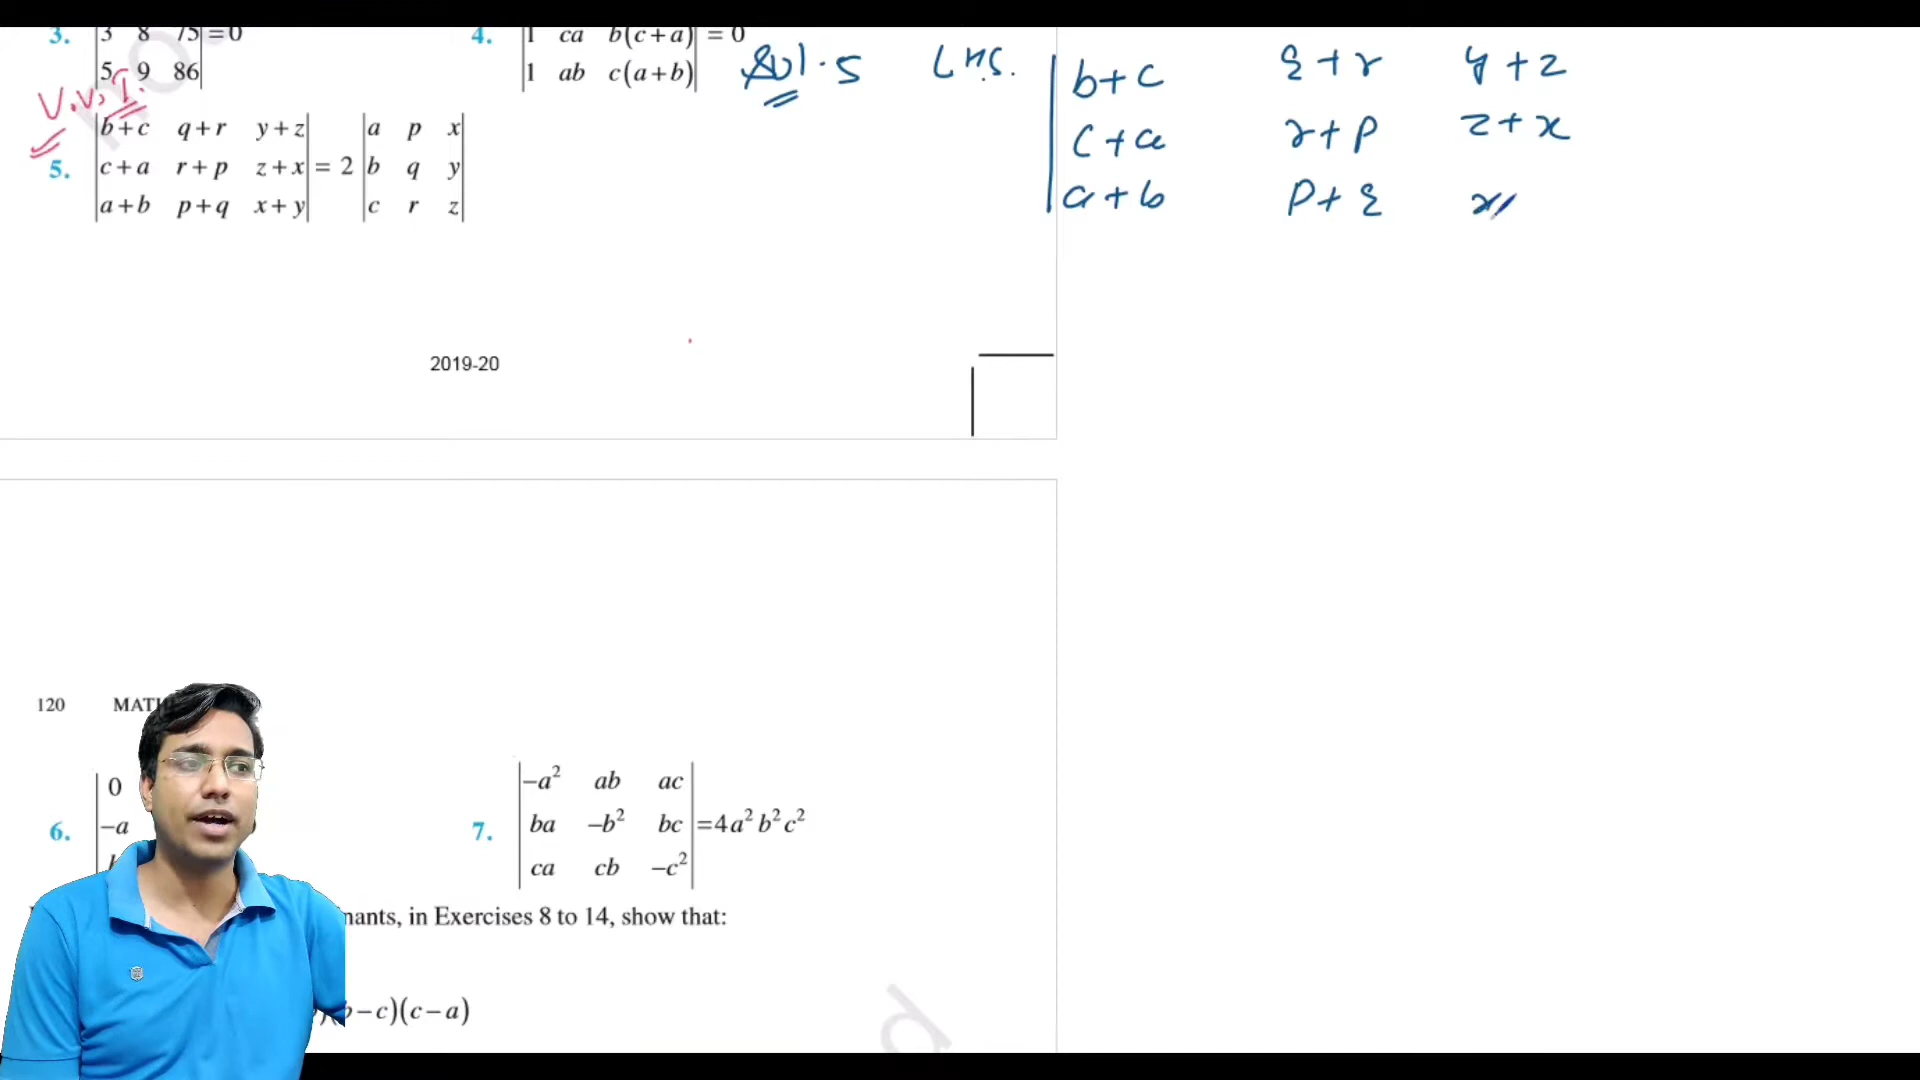 3. |3 8 75| = 0
|5 9 86|
4. |1 ca b(c+a)| = 0
|1 ab c(a+b)|
V.V.I.
5. |b+c q+r y+z|
|c+a r+p z+x|
|a+b p+q x+y|
= 2 |a p x|
|b q y|
|c r z|
Sol. 5 LHS.
b+c q+r y+z
c+a r+p z+x
a+b p+q x
2019-20
120
6. 0
-a
7. |-a² ab ac|
|ba -b² bc| =4a²b²c²
|ca cb -c²|
nants, in Exercises 8 to 14, show that:
-c)(c-a)
d